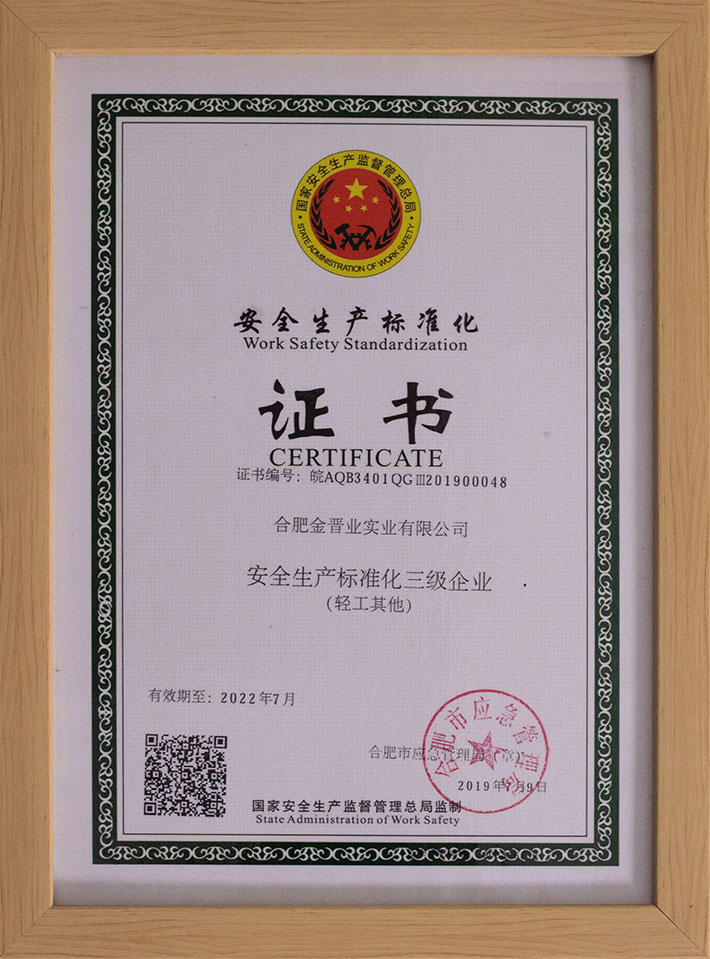 国家安全生产监督管理总局
STATE ADMINISTRATION OF WORK SAFETY
安全生产标准化
Work Safety Standardization
证书
CERTIFICATE
证书编号：皖AQB3401QGⅢ201900048
合肥金晋业实业有限公司
安全生产标准化三级企业
（轻工其他）
有效期至：2022年7月
合肥市应急管理局（章）
合肥市应急管理局
2019年7月9日
国家安全生产监督管理总局监制
State Administration of Work Safety